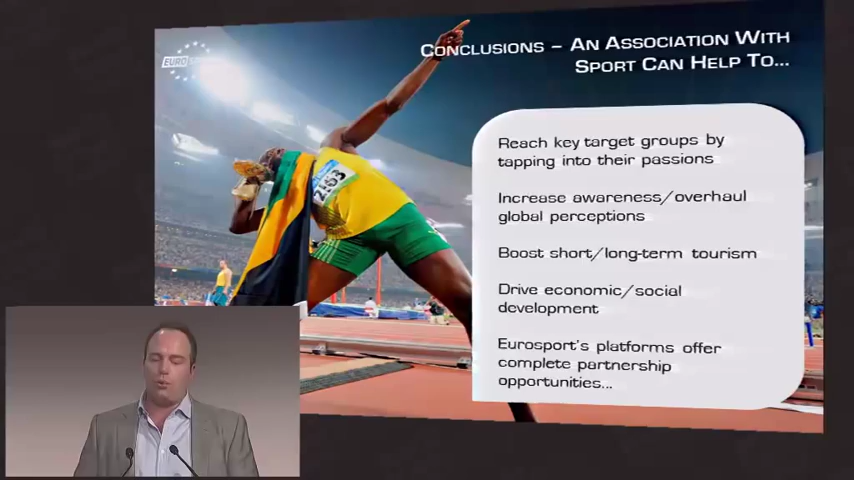 CONCLUSIONS – AN ASSOCIATION WITH
SPORT CAN HELP TO...
EUROSPORT
Reach key target groups by
tapping into their passions
Increase awareness/overhaul
global perceptions
Boost short/long-term tourism
Drive economic/social
development
Eurosport's platforms offer
complete partnership
opportunities...
2163